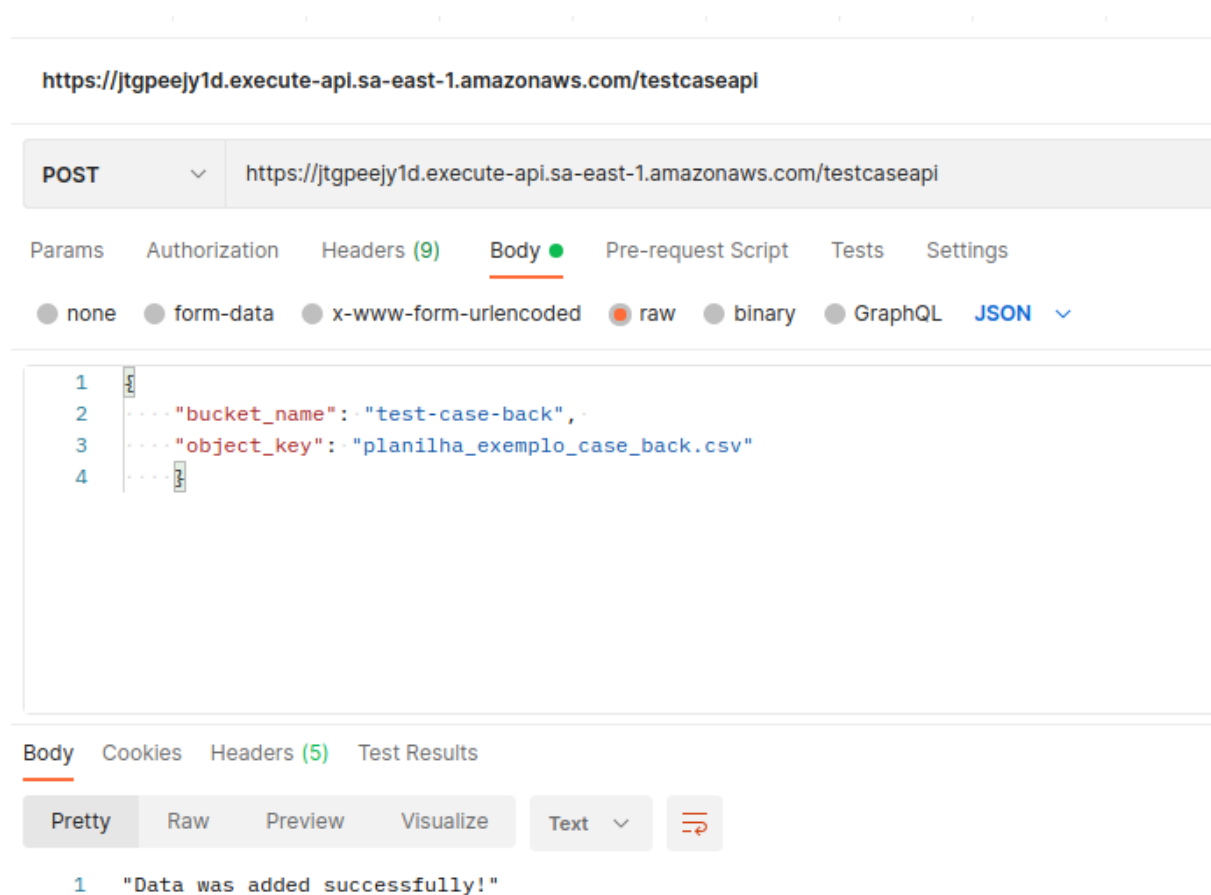 https://jtgpeejy1d.execute-api.sa-east-1.amazonaws.com/testcaseapi
POST https://jtgpeejy1d.execute-api.sa-east-1.amazonaws.com/testcaseapi
Params Authorization Headers (9) Body Pre-request Script Tests Settings
none form-data x-www-form-urlencoded raw binary GraphQL JSON
1 {
2 "bucket_name": "test-case-back",
3 "object_key": "planilha_exemplo_case_back.csv"
4 }
Body Cookies Headers (5) Test Results
Pretty Raw Preview Visualize Text
1 "Data was added successfully!"